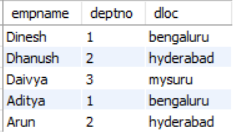 empname deptno dloc
Dinesh 1 bengaluru
Dhanush 2 hyderabad
Daivya 3 mysuru
Aditya 1 bengaluru
Arun 2 hyderabad